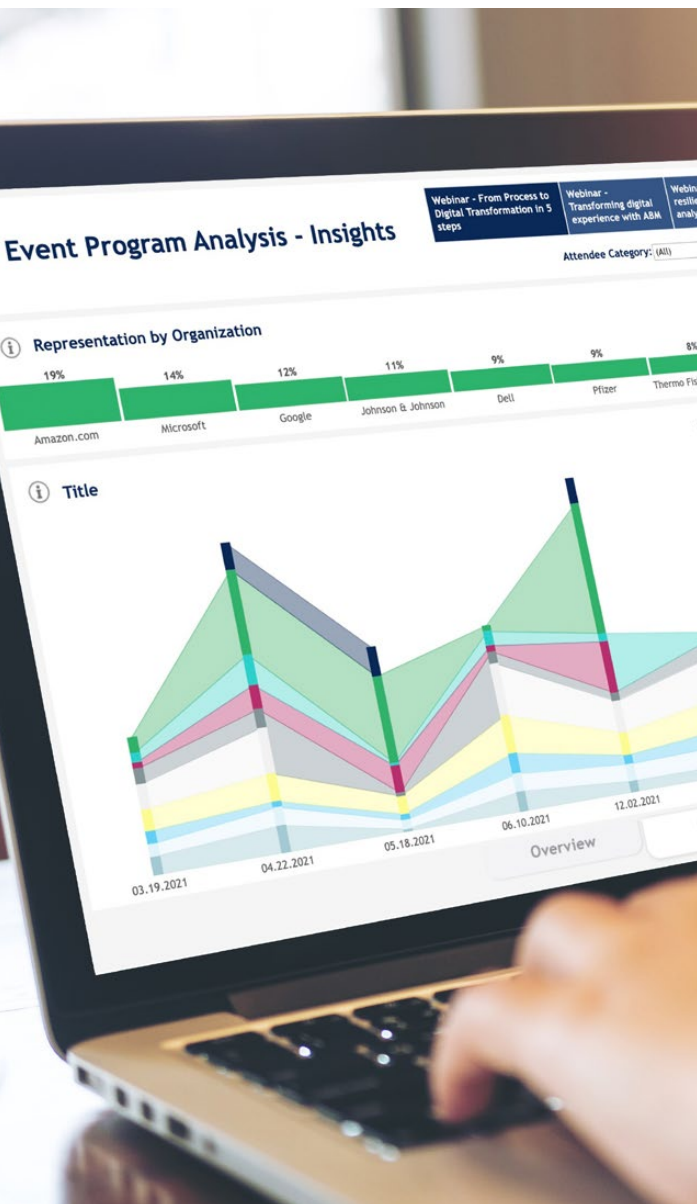 Event Program Analysis - Insights
Webinar - From Process to
Digital Transformation in 5
steps
Webinar -
Transforming digital
experience with ABM
Attendee Category: (All)
Representation by Organization
19% 14% 12% 11% 9% 9% 8%
Amazon.com Microsoft Google Johnson & Johnson Dell Pfizer Thermo
Title
03.19.2021 04.22.2021 05.18.2021 06.10.2021 12.02.2021
Overview